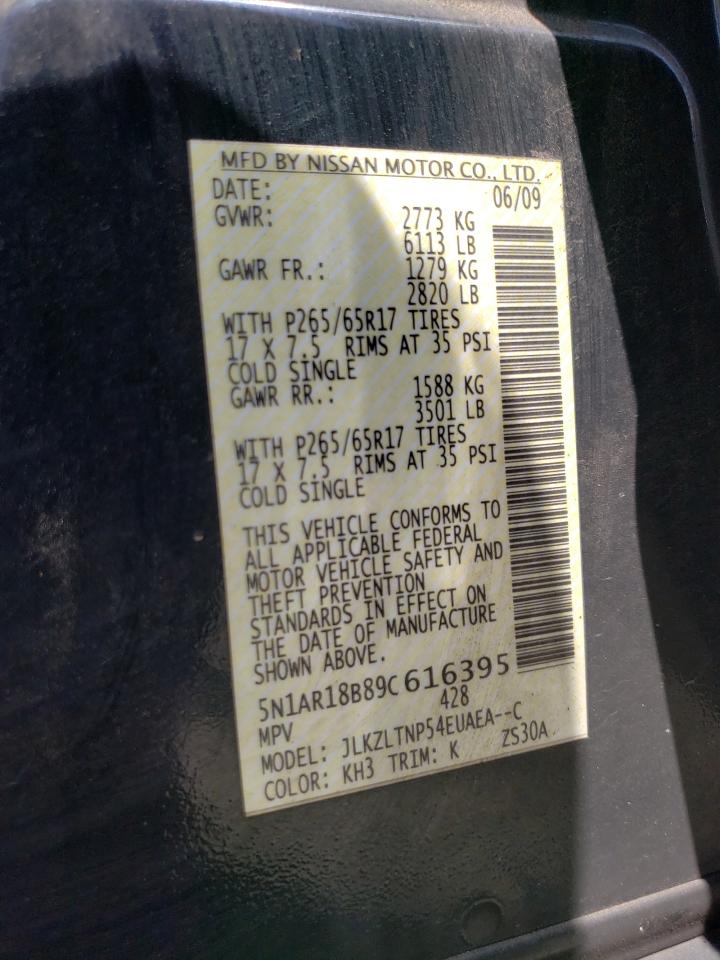 MFD BY NISSAN MOTOR CO., LTD.
DATE: 06/09
GVWR: 2773 KG
6113 LB
GAWR FR.: 1279 KG
2820 LB
WITH P265/65R17 TIRES
17 X 7.5 RIMS AT 35 PSI
COLD SINGLE
GAWR RR.: 1588 KG
3501 LB
WITH P265/65R17 TIRES
17 X 7.5 RIMS AT 35 PSI
COLD SINGLE
THIS VEHICLE CONFORMS TO
ALL APPLICABLE FEDERAL
MOTOR VEHICLE SAFETY AND
THEFT PREVENTION
STANDARDS IN EFFECT ON
THE DATE OF MANUFACTURE
SHOWN ABOVE.
5N1AR18B89C616395
MPV 428
MODEL: JLKZLTNP54EUAEA--C
COLOR: KH3 TRIM: K ZS30A